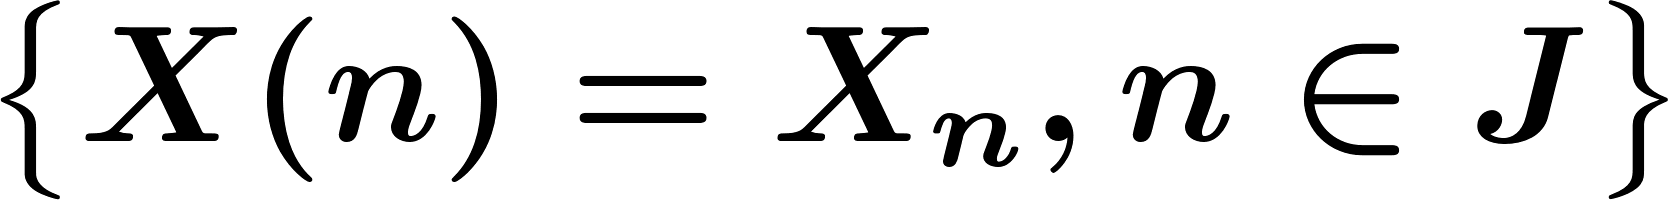 {X(n) = Xₙ, n ∈ J}